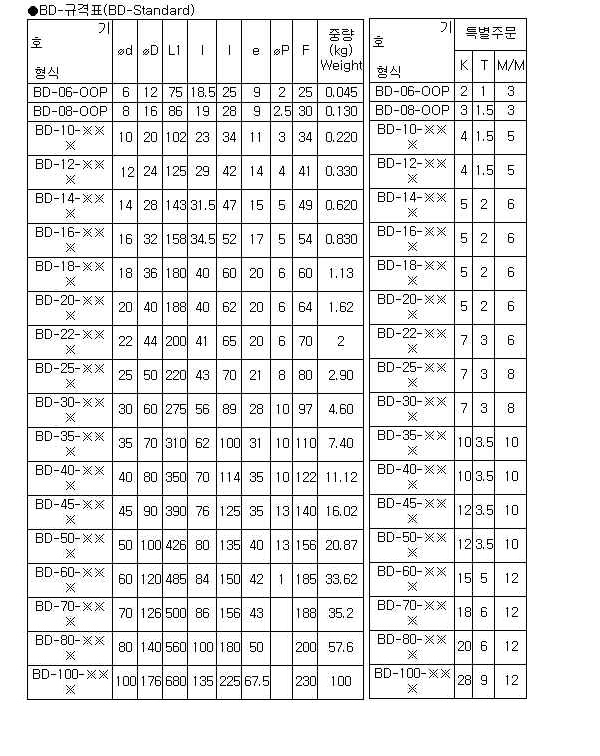 ●BD-규격표(BD-Standard)
기
호
형식
ød øD L1 l l e øP F 중량 (kg) Weight
BD-06-OOP 6 12 75 18.5 25 9 2 25 0.045
BD-08-OOP 8 16 86 19 28 9 2.5 30 0.130
BD-10-※※※ 10 20 102 23 34 11 3 34 0.220
BD-12-※※※ 12 24 125 29 42 14 4 41 0.330
BD-14-※※※ 14 28 143 31.5 47 15 5 49 0.620
BD-16-※※※ 16 32 158 34.5 52 17 5 54 0.830
BD-18-※※※ 18 36 180 40 60 20 6 60 1.13
BD-20-※※※ 20 40 188 40 62 20 6 64 1.62
BD-22-※※※ 22 44 200 41 65 20 6 70 2
BD-25-※※※ 25 50 220 43 70 21 8 80 2.90
BD-30-※※※ 30 60 275 56 89 28 10 97 4.60
BD-35-※※※ 35 70 310 62 100 31 10 110 7.40
BD-40-※※※ 40 80 350 70 114 35 10 122 11.12
BD-45-※※※ 45 90 390 76 125 35 13 140 16.02
BD-50-※※※ 50 100 426 80 135 40 13 156 20.87
BD-60-※※※ 60 120 485 84 150 42 1 185 33.62
BD-70-※※※ 70 126 500 86 156 43 188 35.2
BD-80-※※※ 80 140 560 100 180 50 200 57.6
BD-100-※※※ 100 176 680 135 225 67.5 230 100
기
호
형식
특별주문
K T M/M
BD-06-OOP 2 1 3
BD-08-OOP 3 1.5 3
BD-10-※※※ 4 1.5 5
BD-12-※※※ 4 1.5 5
BD-14-※※※ 5 2 6
BD-16-※※※ 5 2 6
BD-18-※※※ 5 2 6
BD-20-※※※ 5 2 6
BD-22-※※※ 7 3 6
BD-25-※※※ 7 3 8
BD-30-※※※ 7 3 8
BD-35-※※※ 10 3.5 10
BD-40-※※※ 10 3.5 10
BD-45-※※※ 12 3.5 10
BD-50-※※※ 12 3.5 10
BD-60-※※※ 15 5 12
BD-70-※※※ 18 6 12
BD-80-※※※ 20 6 12
BD-100-※※※ 28 9 12